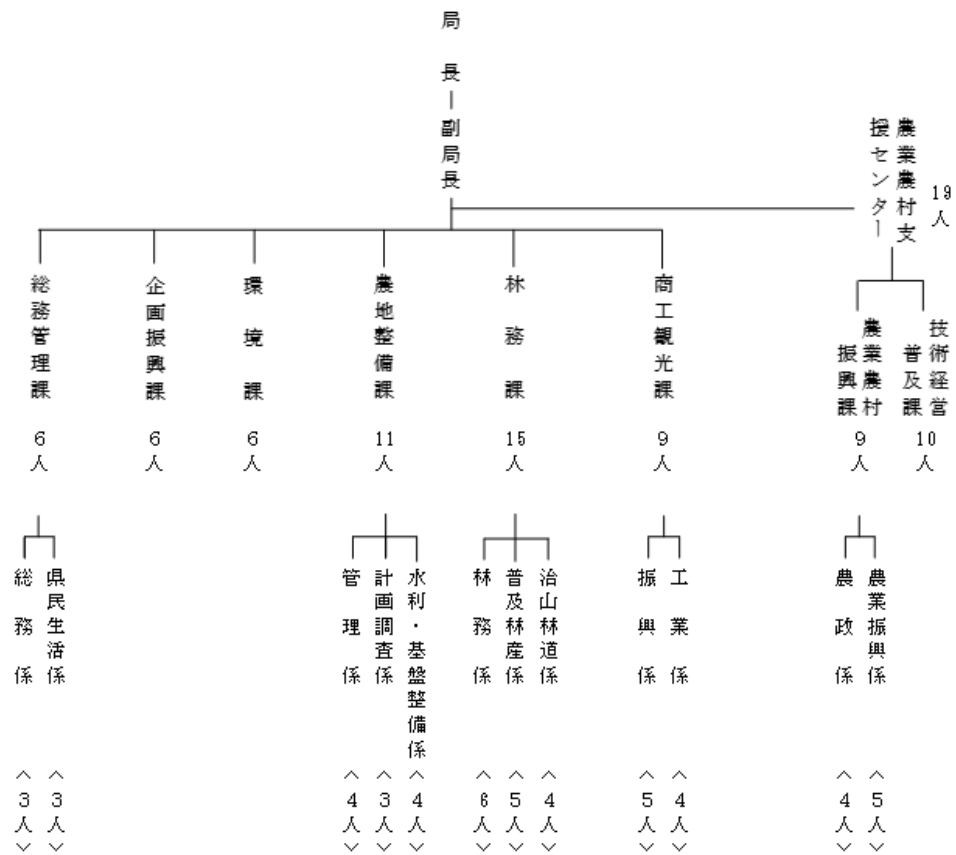 局長ー副局長
農業農村支
援センター
19人
総務管理課
6人
企画振興課
6人
環境課
6人
農地整備課
11人
林務課
15人
商工観光課
9人
農業農村
振興課
9人
技術経営
普及課
10人
総務係
〈3人〉
県民生活係
〈3人〉
管理係
〈4人〉
計画調査係
〈3人〉
水利・基盤整備係
〈4人〉
林務係
〈6人〉
普及林産係
〈5人〉
治山林道係
〈4人〉
振興係
〈5人〉
工業係
〈4人〉
農政係
〈4人〉
農業振興係
〈5人〉